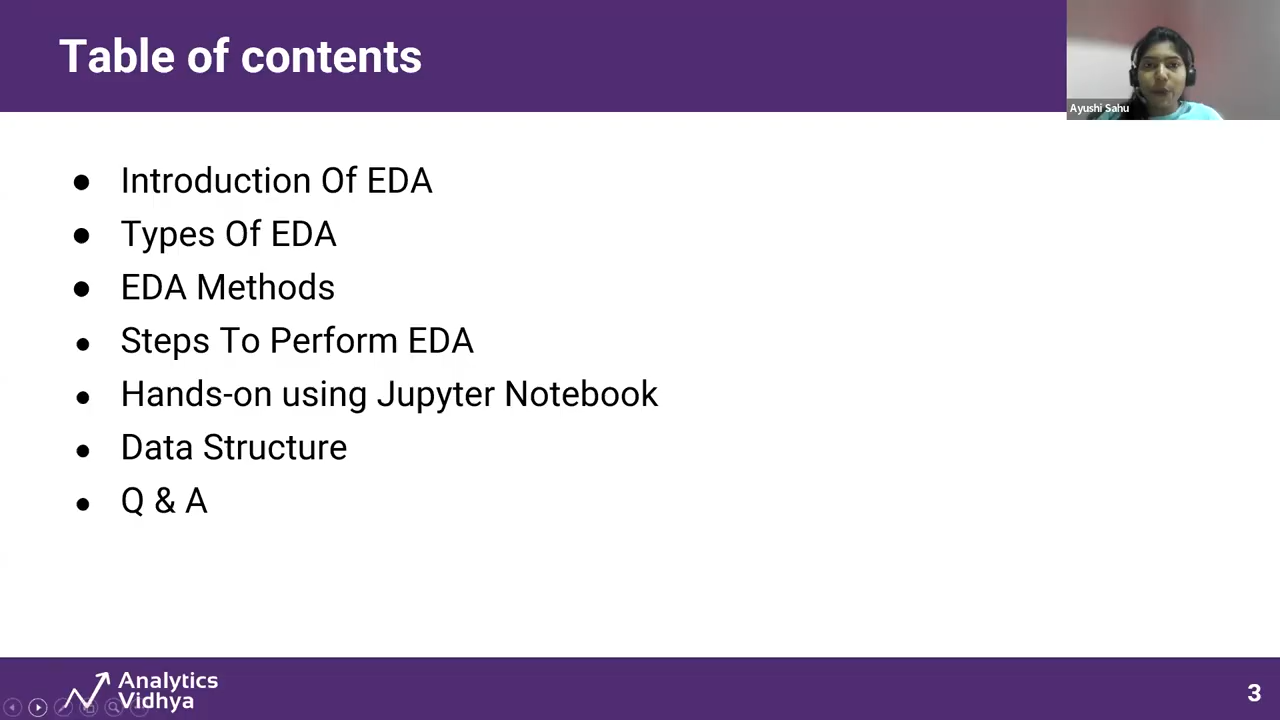 Table of contents
Ayushi Sahu
Introduction Of EDA
Types Of EDA
EDA Methods
Steps To Perform EDA
Hands-on using Jupyter Notebook
Data Structure
Q & A
Analytics
Vidhya
3